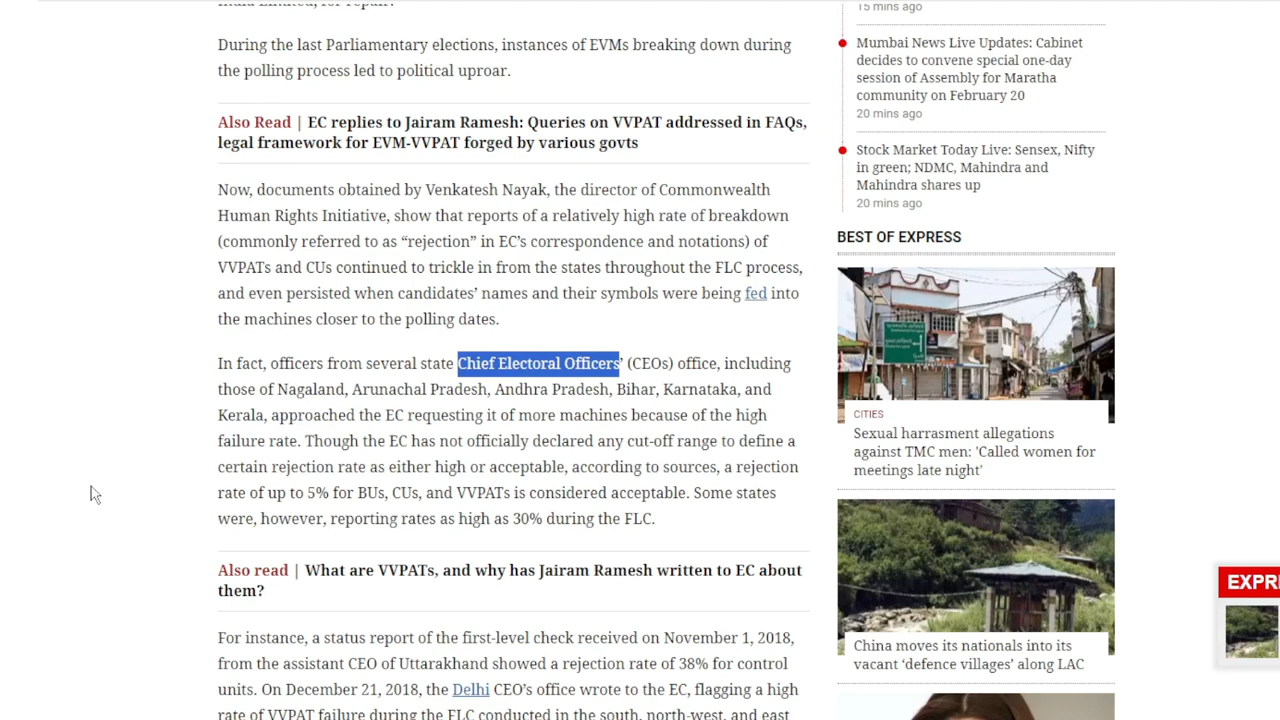 During the last Parliamentary elections, instances of EVMs breaking down during
the polling process led to political uproar.
Also Read | EC replies to Jairam Ramesh: Queries on VVPAT addressed in FAQs,
legal framework for EVM-VVPAT forged by various govts
Now, documents obtained by Venkatesh Nayak, the director of Commonwealth
Human Rights Initiative, show that reports of a relatively high rate of breakdown
(commonly referred to as “rejection” in EC’s correspondence and notations) of
VVPATs and CUs continued to trickle in from the states throughout the FLC process,
and even persisted when candidates’ names and their symbols were being fed into
the machines closer to the polling dates.
In fact, officers from several state Chief Electoral Officers’ (CEOs) office, including
those of Nagaland, Arunachal Pradesh, Andhra Pradesh, Bihar, Karnataka, and
Kerala, approached the EC requesting it of more machines because of the high
failure rate. Though the EC has not officially declared any cut-off range to define a
certain rejection rate as either high or acceptable, according to sources, a rejection
rate of up to 5% for BUs, CUs, and VVPATs is considered acceptable. Some states
were, however, reporting rates as high as 30% during the FLC.
Also read | What are VVPATs, and why has Jairam Ramesh written to EC about
them?
For instance, a status report of the first-level check received on November 1, 2018,
from the assistant CEO of Uttarakhand showed a rejection rate of 38% for control
units. On December 21, 2018, the Delhi CEO’s office wrote to the EC, flagging a high
rate of VVPAT failure during the FLC conducted in the south, north-west, and east
15 mins ago
Mumbai News Live Updates: Cabinet
decides to convene special one-day
session of Assembly for Maratha
community on February 20
20 mins ago
Stock Market Today Live: Sensex, Nifty
in green; NDMC, Mahindra and
Mahindra shares up
20 mins ago
BEST OF EXPRESS
CITIES
Sexual harrasment allegations
against TMC men: 'Called women for
meetings late night'
China moves its nationals into its
vacant ‘defence villages’ along LAC
EXPR